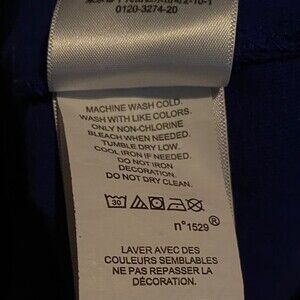 0120-3274-20
MACHINE WASH COLD.
WASH WITH LIKE COLORS.
ONLY NON-CHLORINE
BLEACH WHEN NEEDED.
TUMBLE DRY LOW.
COOL IRON IF NEEDED.
DO NOT IRON
DECORATION.
DO NOT DRY CLEAN.
30
n°1529®
LAVER AVEC DES
COULEURS SEMBLABLES
NE PAS REPASSER LA
DÉCORATION.